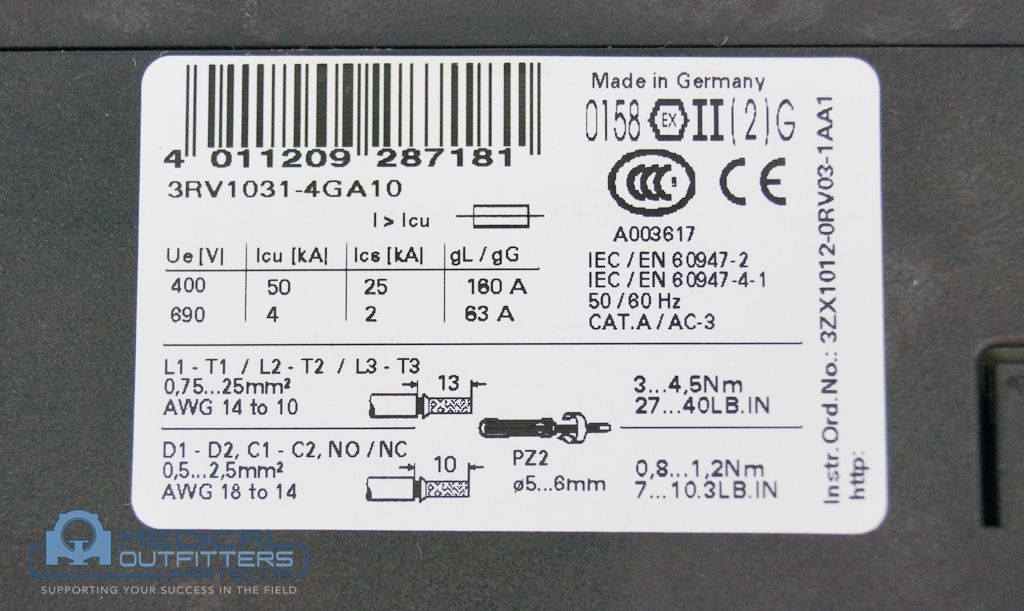 4 011209 287181
3RV1031-4GA10
I > Icu
Ue [V] Icu [kA] Ics [kA] gL / gG
400 50 25 160 A
690 4 2 63 A
Made in Germany
0158 EX II (2) G
CCC CE
A003617
IEC / EN 60947-2
IEC / EN 60947-4-1
50 / 60 Hz
CAT.A / AC-3
L1 - T1 / L2 - T2 / L3 - T3
0,75...25mm²
AWG 14 to 10
13
3...4,5Nm
27...40LB.IN
D1 - D2, C1 - C2, NO / NC
0,5...2,5mm²
AWG 18 to 14
10
PZ2
ø5...6mm
0,8...1,2Nm
7...10.3LB.IN
Instr. Ord. No.: 3ZX1012-0RV03-1AA1
http:
MEDICAL
OUTFITTERS
PARTS.COM
SUPPORTING YOUR SUCCESS IN THE FIELD